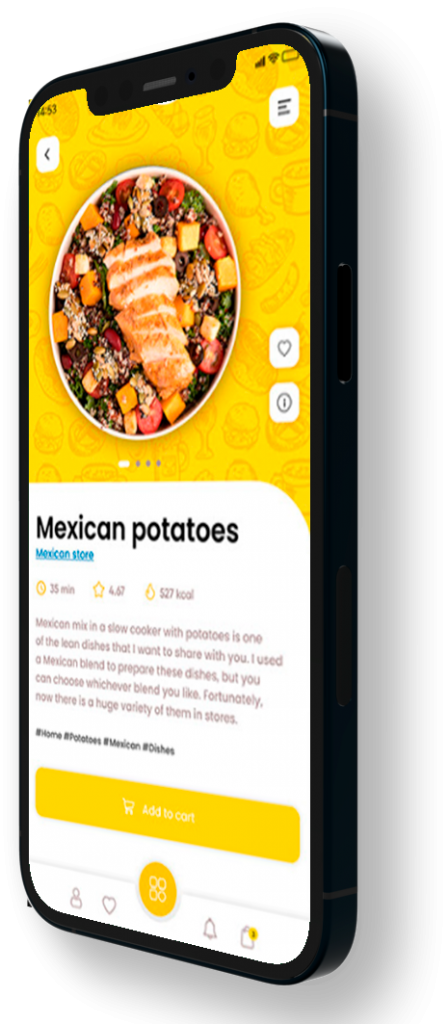 4:53
Mexican potatoes
Mexican store
35 min 4.67 527 kcal
Mexican mix in a slow cooker with potatoes is one
of the lean dishes that I want to share with you. I used
a Mexican blend to prepare these dishes, but you
can choose whichever blend you like. Fortunately,
now there is a huge variety of them in stores.
#Home #Potatoes #Mexican #Dishes
Add to cart
3